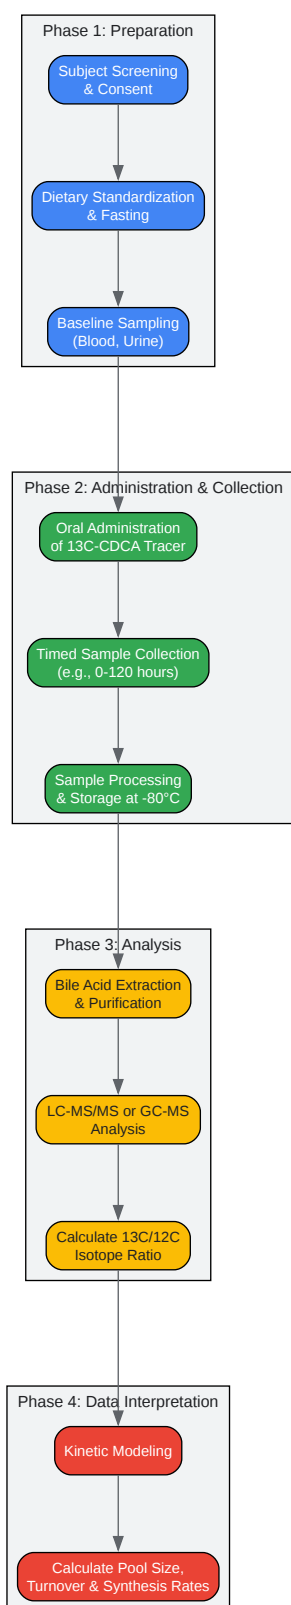 Phase 1: Preparation
Subject Screening
& Consent
Dietary Standardization
& Fasting
Baseline Sampling
(Blood, Urine)
Phase 2: Administration & Collection
Oral Administration
of 13C-CDCA Tracer
Timed Sample Collection
(e.g., 0-120 hours)
Sample Processing
& Storage at -80°C
Phase 3: Analysis
Bile Acid Extraction
& Purification
LC-MS/MS or GC-MS
Analysis
Calculate 13C/12C
Isotope Ratio
Phase 4: Data Interpretation
Kinetic Modeling
Calculate Pool Size,
Turnover & Synthesis Rates